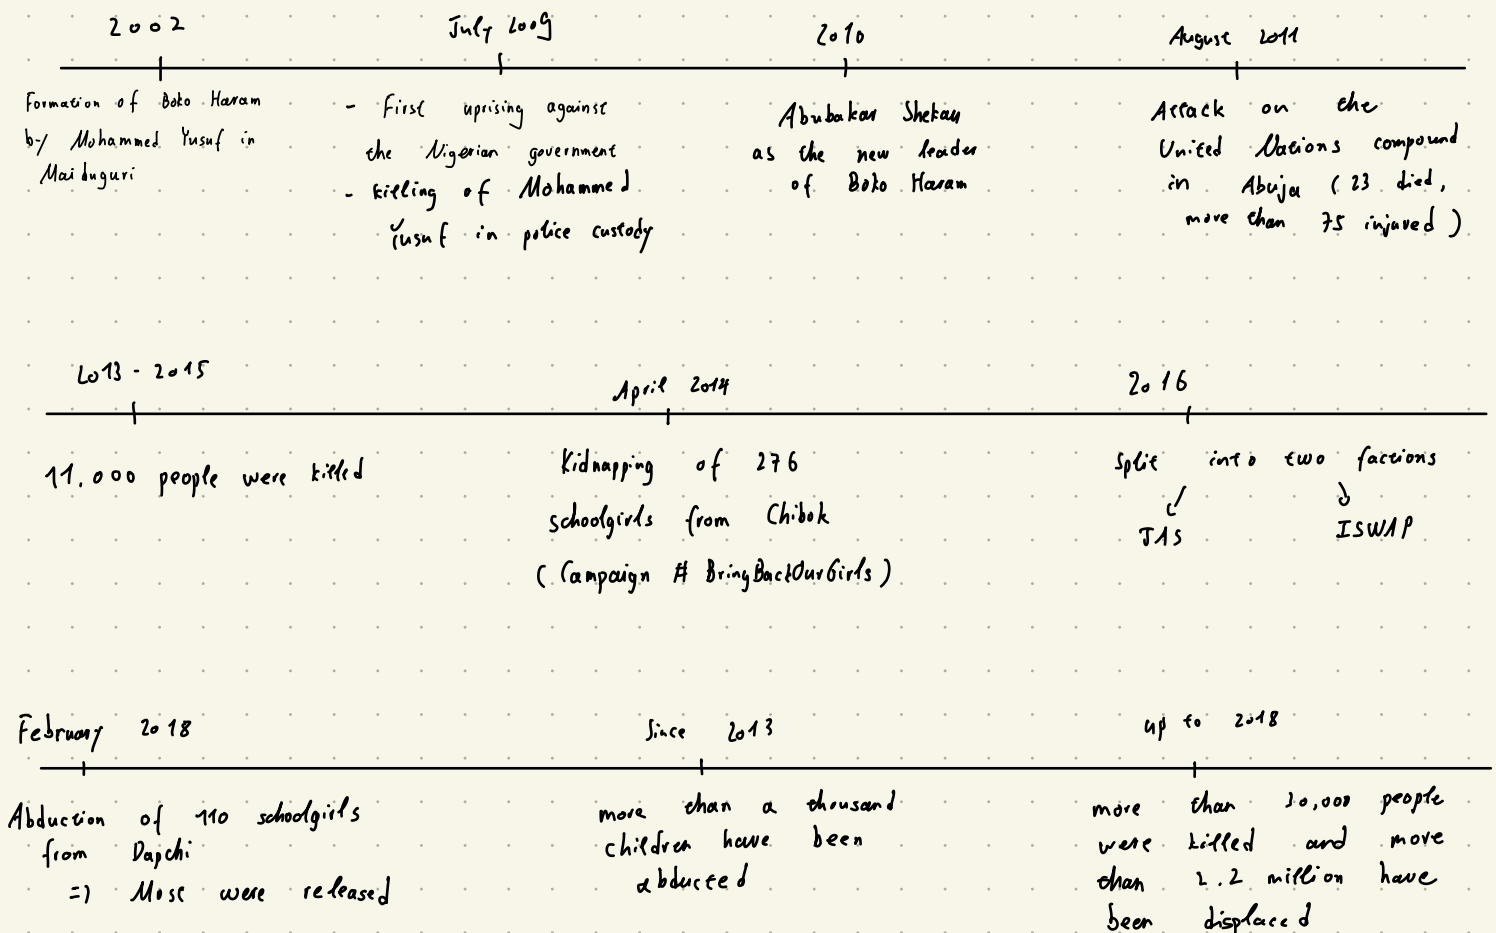 2002
July 2009
2010
August 2011
Formation of Boko Haram
by Mohammed Yusuf in
Maiduguri
- First uprising against
the Nigerian government
- killing of Mohammed
Yusuf in police custody
Abubakar Shekau
as the new leader
of Boko Haram
Attack on the
United Nations compound
in Abuja (23 died,
more than 75 injured)
2013 - 2015
April 2014
2016
11.000 people were killed
Kidnapping of 276
schoolgirls from Chibok
(Campaign # BringBackOurGirls)
Split into two factions
JAS
ISWAP
February 2018
Since 2013
up to 2018
Abduction of 110 schoolgirls
from Dapchi
=> Most were released
more than a thousand
children have been
abducted
more than people
were killed and more
than 2.2 million have
been displaced